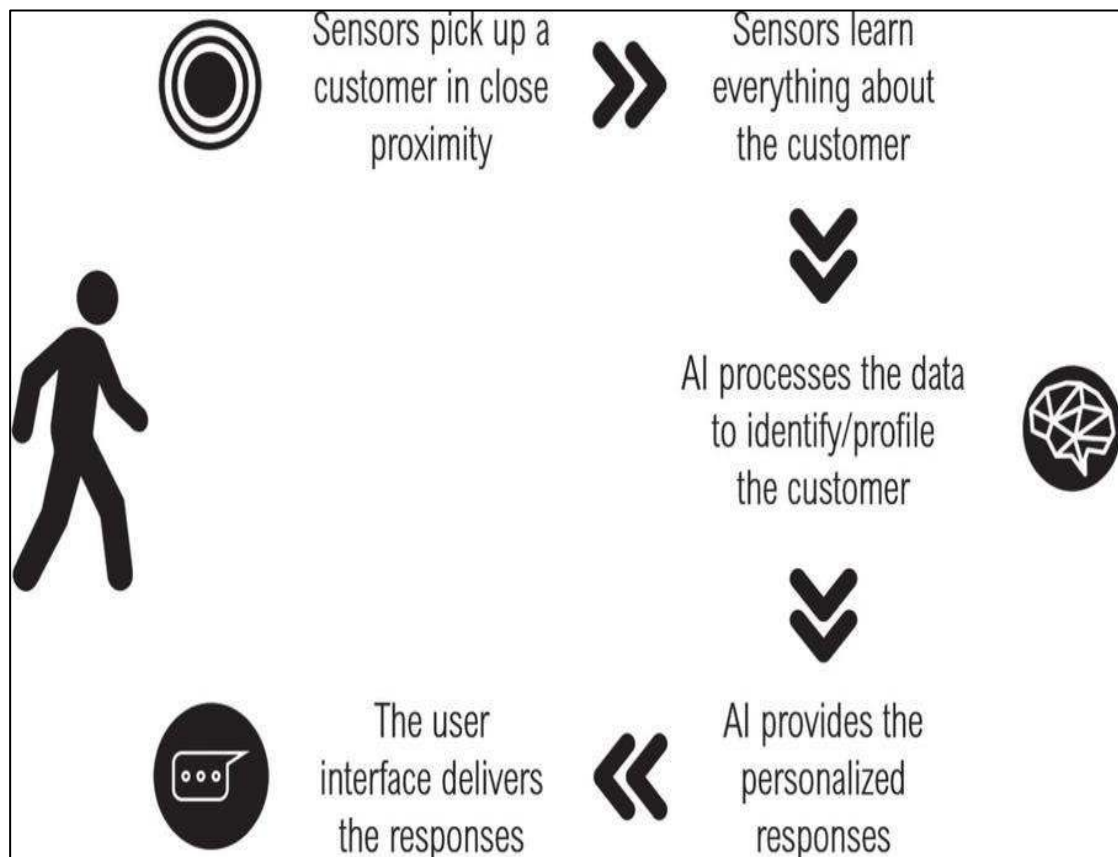 Sensors pick up a
customer in close
proximity
Sensors learn
everything about
the customer
AI processes the data
to identify/profile
the customer
AI provides the
personalized
responses
The user
interface delivers
the responses